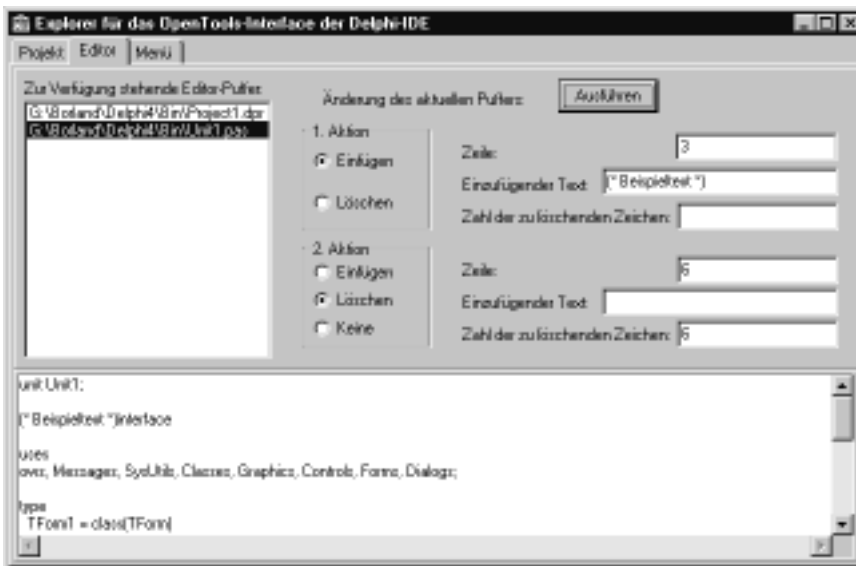 Explorer für das OpenTools-Interface der Delphi-IDE
Projekt Editor Menü
Zur Verfügung stehende Editor-Puffer:
G:\Borland\Delphi4\Bin\Project1.dpr
G:\Borland\Delphi4\Bin\Unit1.pas
Änderung des aktuellen Puffers:
Ausführen
1. Aktion
Einfügen
Löschen
Zeile: 3
Einzufügender Text: (* Beispieltext *)
Zahl der zu löschenden Zeichen:
2. Aktion
Einfügen
Löschen
Keine
Zeile: 6
Einzufügender Text:
Zahl der zu löschenden Zeichen: 6
unit Unit1;
(* Beispieltext *)interface
uses
ows, Messages, SysUtils, Classes, Graphics, Controls, Forms, Dialogs;
type
TForm1 = class(TForm)